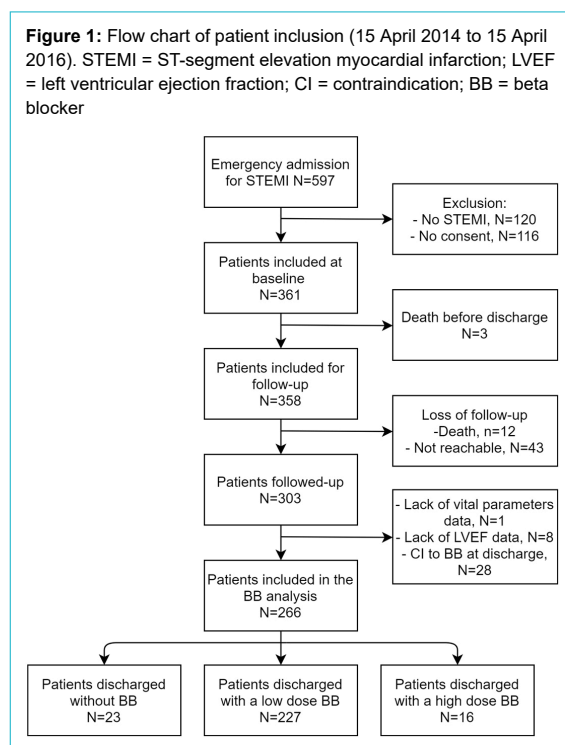 Figure 1: Flow chart of patient inclusion (15 April 2014 to 15 April
2016). STEMI = ST-segment elevation myocardial infarction; LVEF
= left ventricular ejection fraction; CI = contraindication; BB = beta
blocker
Emergency admission
for STEMI N=597
Exclusion:
- No STEMI, N=120
- No consent, N=116
Patients included at
baseline
N=361
Death before discharge
N=3
Patients included for
follow-up
N=358
Loss of follow-up
-Death, n=12
- Not reachable, N=43
Patients followed-up
N=303
- Lack of vital parameters
data, N=1
- Lack of LVEF data, N=8
- CI to BB at discharge,
N=28
Patients included in the
BB analysis
N=266
Patients discharged
without BB
N=23
Patients discharged
with a low dose BB
N=227
Patients discharged
with a high dose BB
N=16